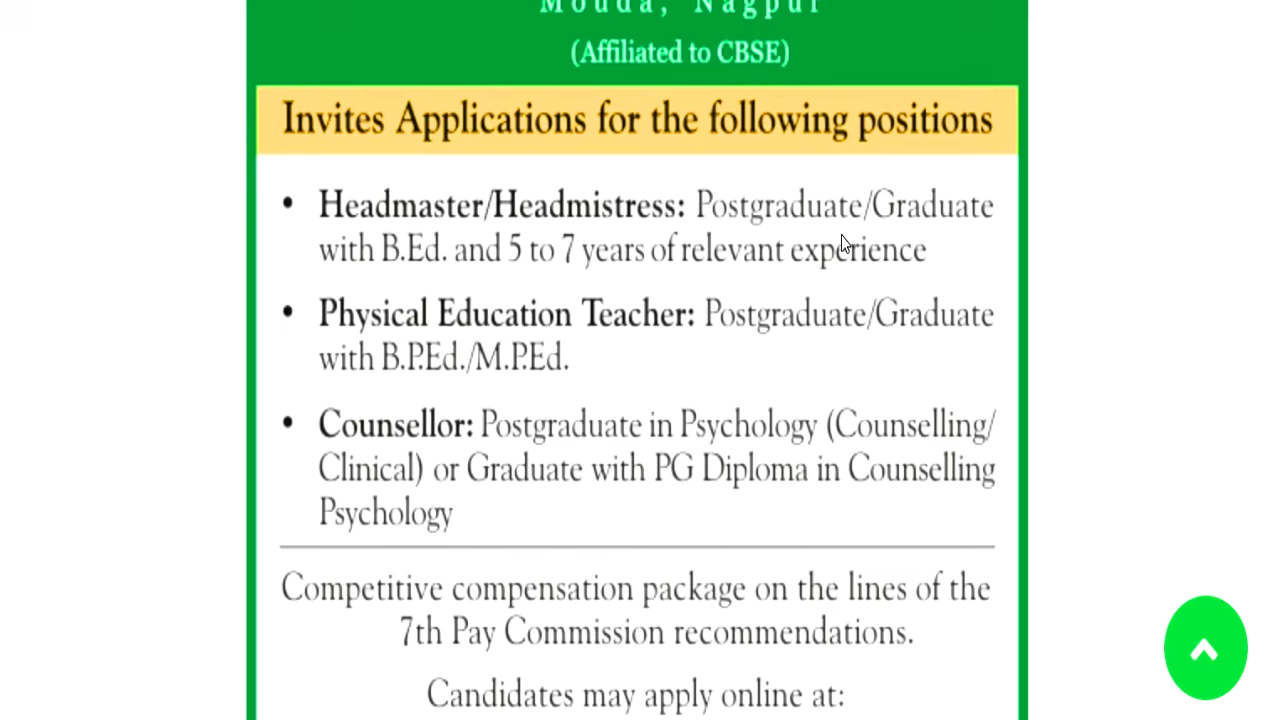 Mouda, Nagpur
(Affiliated to CBSE)
Invites Applications for the following positions
• Headmaster/Headmistress: Postgraduate/Graduate
with B.Ed. and 5 to 7 years of relevant experience
• Physical Education Teacher: Postgraduate/Graduate
with B.P.Ed./M.P.Ed.
• Counsellor: Postgraduate in Psychology (Counselling/
Clinical) or Graduate with PG Diploma in Counselling
Psychology
Competitive compensation package on the lines of the
7th Pay Commission recommendations.
Candidates may apply online at: